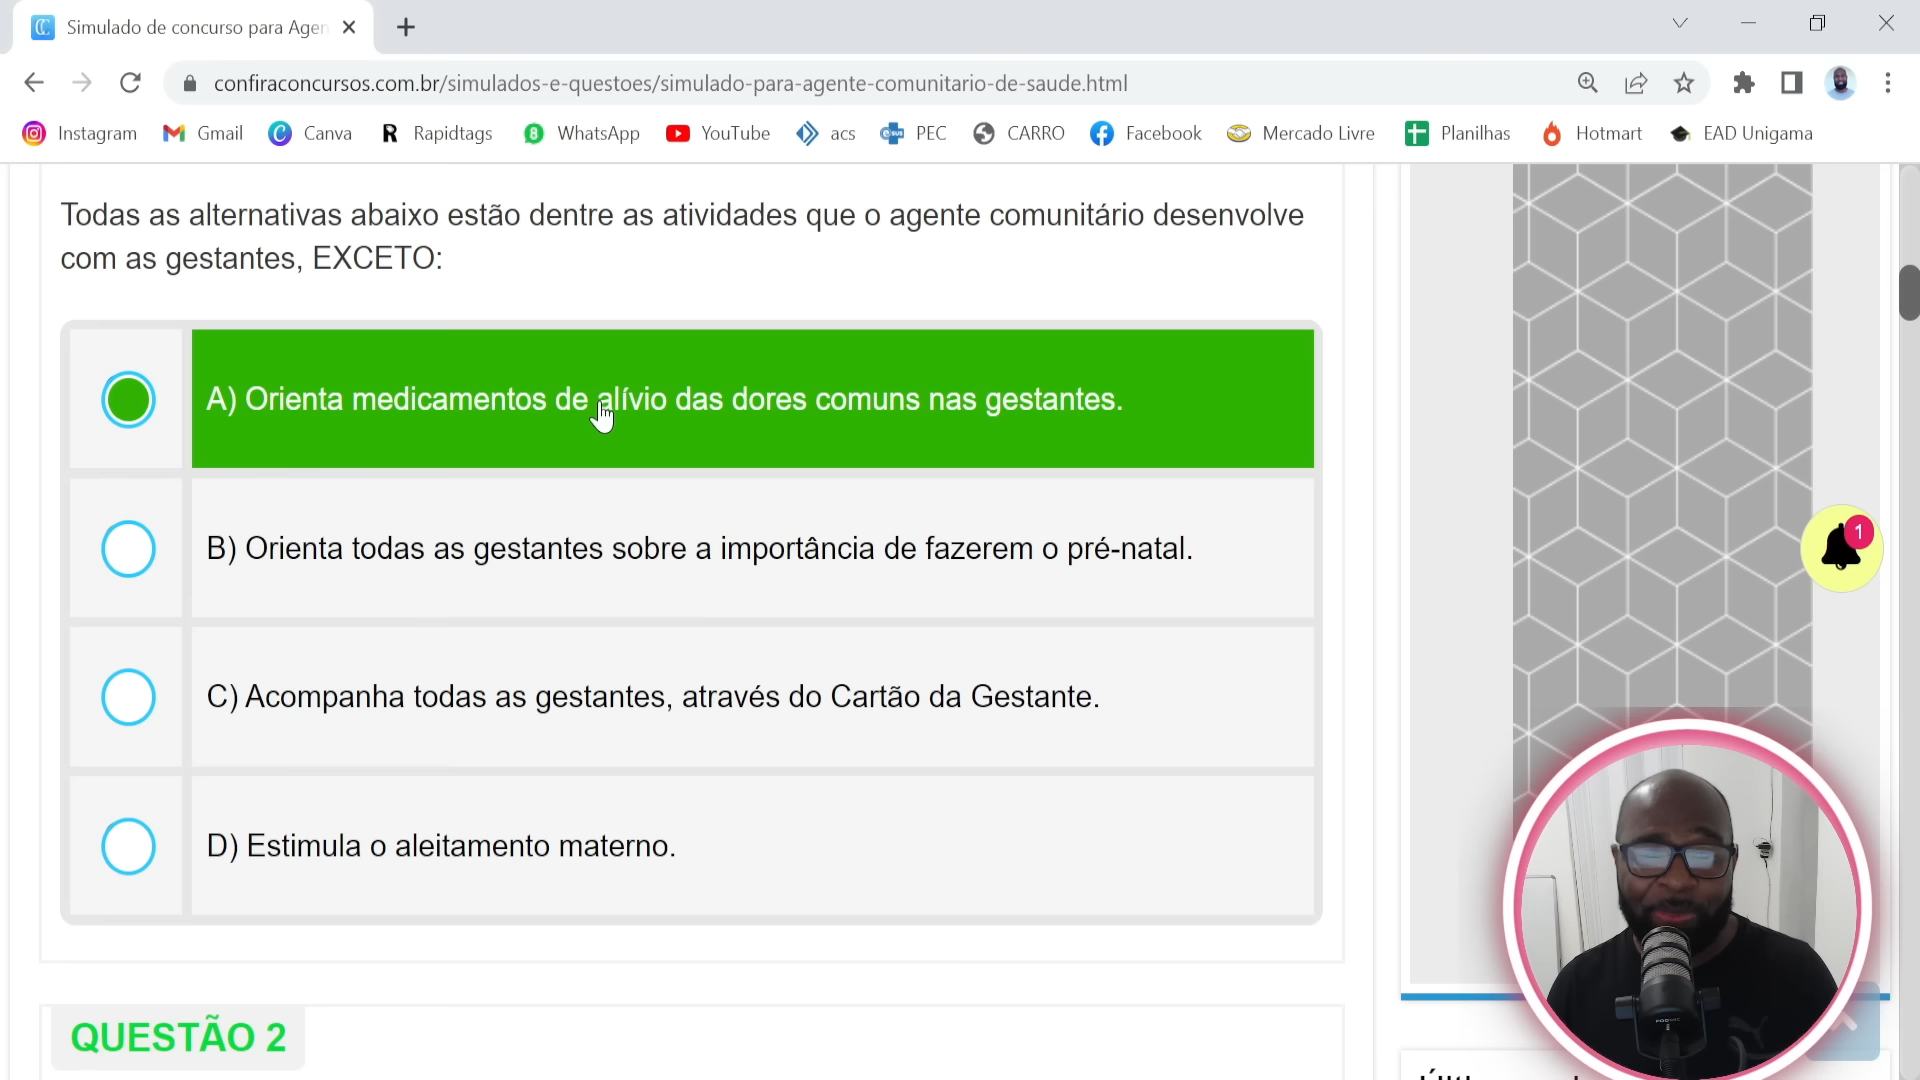 Simulado de concurso para Agen
confiraconcursos.com.br/simulados-e-questoes/simulado-para-agente-comunitario-de-saude.html
Instagram Gmail Canva Rapidtags WhatsApp YouTube acs PEC CARRO Facebook Mercado Livre Planilhas Hotmart EAD Unigama
Todas as alternativas abaixo estão dentre as atividades que o agente comunitário desenvolve
com as gestantes, EXCETO:
A) Orienta medicamentos de alívio das dores comuns nas gestantes.
B) Orienta todas as gestantes sobre a importância de fazerem o pré-natal.
1
C) Acompanha todas as gestantes, através do Cartão da Gestante.
D) Estimula o aleitamento materno.
QUESTÃO 2